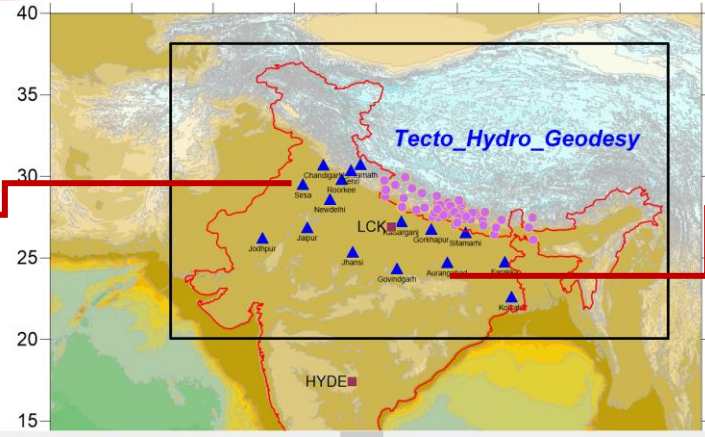 40
35
Tecto_Hydro_Geodesy
30
Chandigarh
Roorkee
Sirsa
Newdelhi
LCK
Jaipur
Gorkhapur
Sitamarhi
Jodhpur
25
Jhansi
Aurangabad
Govindgarh
20
HYDE
15